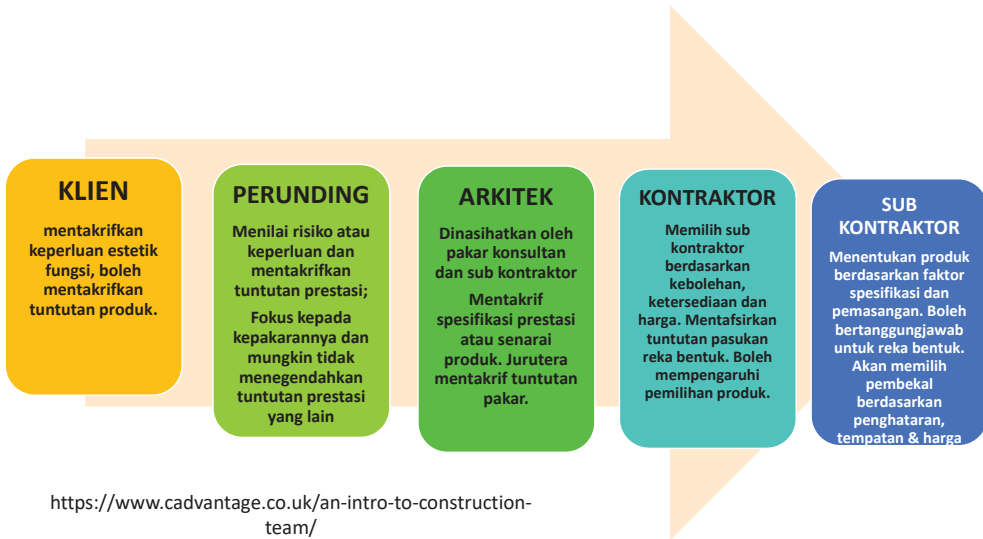 KLIEN
mentakrifkan
keperluan estetik
fungsi, boleh
mentakrifkan
tuntutan produk.
PERUNDING
Menilai risiko atau
keperluan dan
mentakrifkan
tuntutan prestasi;
Fokus kepada
kepakarannya dan
mungkin tidak
menegendahkan
tuntutan prestasi
yang lain
ARKITEK
Dinasihatkan oleh
pakar konsultan
dan sub kontraktor
Mentakrif
spesifikasi prestasi
atau senarai
produk. Jurutera
mentakrif tuntutan
pakar.
KONTRAKTOR
Memilih sub
kontraktor
berdasarkan
kebolehan,
ketersediaan dan
harga. Mentafsirkan
tuntutan pasukan
reka bentuk. Boleh
mempengaruhi
pemilihan produk.
SUB
KONTRAKTOR
Menentukan produk
berdasarkan faktor
spesifikasi dan
pemasangan. Boleh
bertanggungjawab
untuk reka bentuk.
Akan memilih
pembekal
berdasarkan
penghataran,
tempatan & harga
https://www.cadvantage.co.uk/an-intro-to-construction-
team/